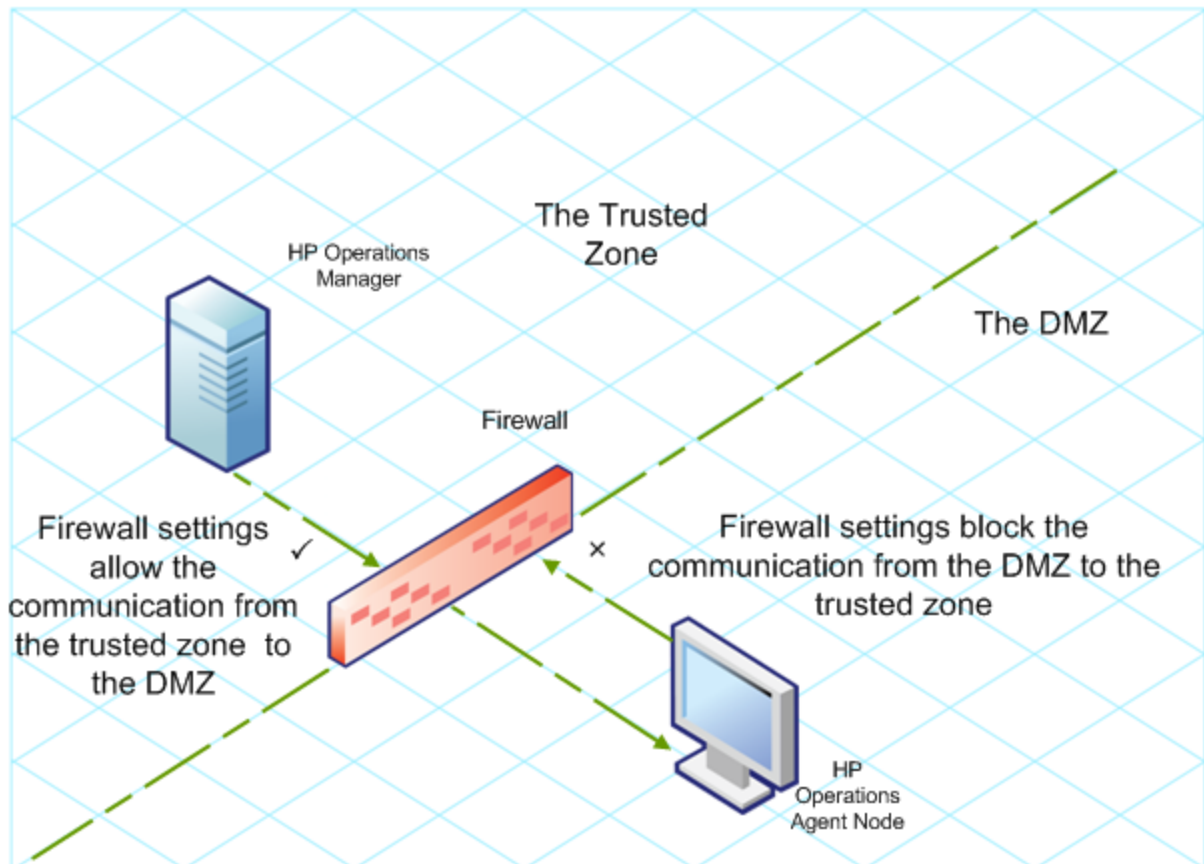 The Trusted
Zone
HP Operations
Manager
The DMZ
Firewall
Firewall settings
allow the
communication from
the trusted zone to
the DMZ
✓
×
Firewall settings block the
communication from the DMZ to the
trusted zone
HP
Operations
Agent Node